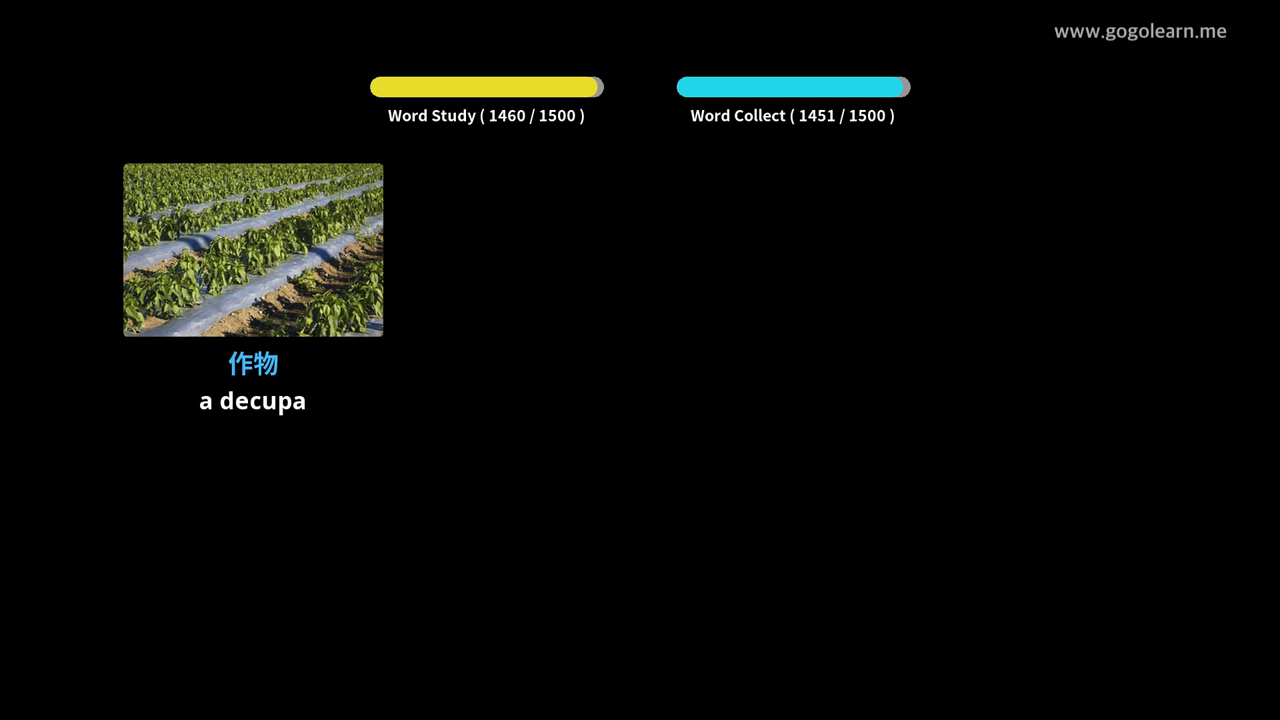 www.gogolearn.me
Word Study ( 1460 / 1500 )
Word Collect ( 1451 / 1500 )
作物
a decupa